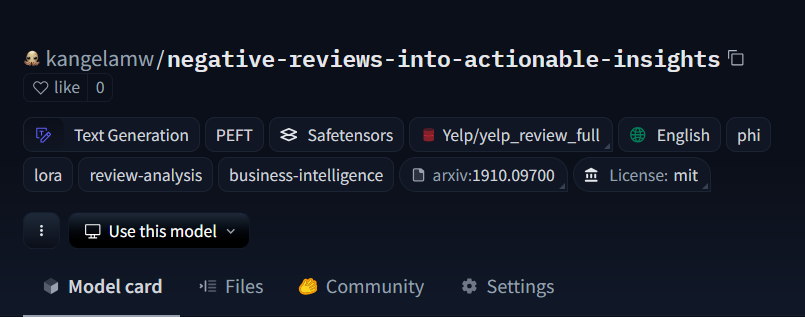 kangelamw/negative-reviews-into-actionable-insights
like 0
Text Generation PEFT Safetensors Yelp/yelp_review_full English phi
lora review-analysis business-intelligence arxiv:1910.09700 License: mit
Use this model
Model card Files Community Settings